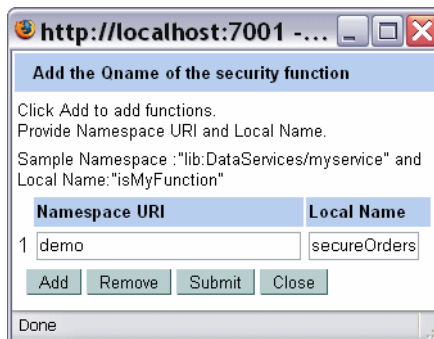 http://localhost:7001 -...
Add the Qname of the security function
Click Add to add functions.
Provide Namespace URI and Local Name.
Sample Namespace :"lib:DataServices/myservice" and
Local Name:"isMyFunction"
Namespace URI Local Name
1 demo secureOrders
Add Remove Submit Close
Done